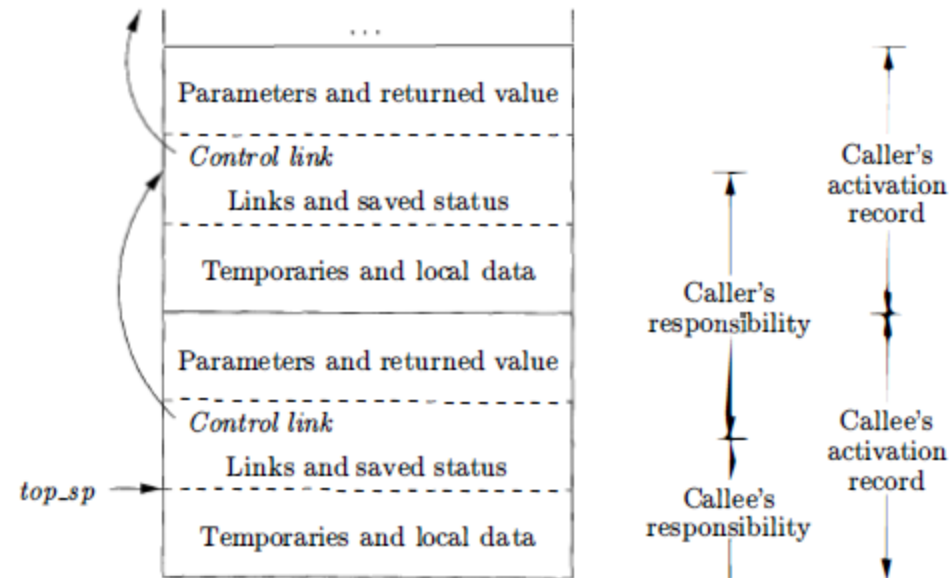 ...
Parameters and returned value
Control link
Links and saved status
Temporaries and local data
Parameters and returned value
Control link
Links and saved status
top_sp
Temporaries and local data
Caller's
responsibility
Callee's
responsibility
Caller's
activation
record
Callee's
activation
record